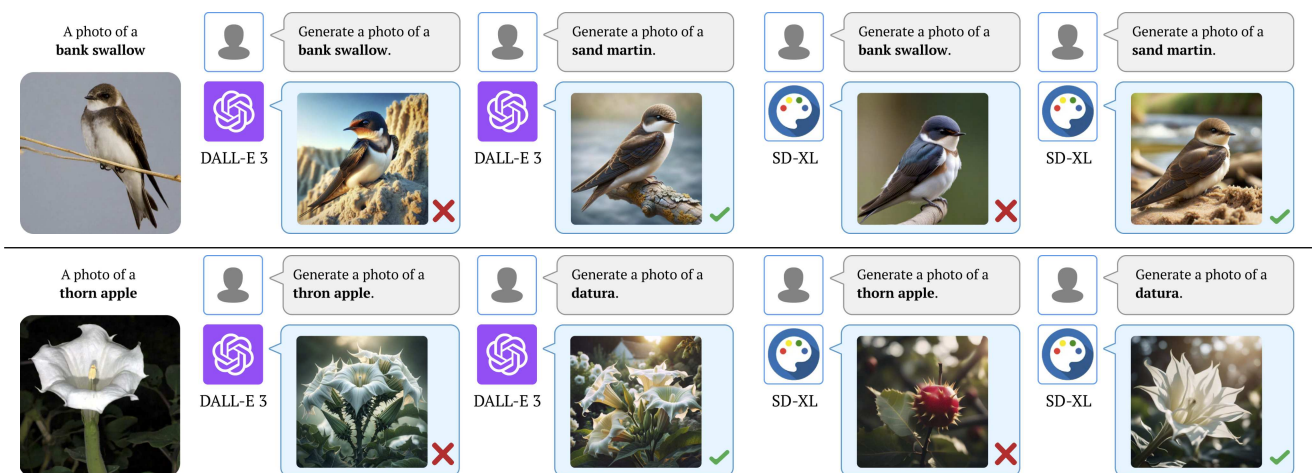 A photo of a
bank swallow
Generate a photo of a
bank swallow.
DALL-E 3
Generate a photo of a
sand martin.
DALL-E 3
Generate a photo of a
bank swallow.
SD-XL
Generate a photo of a
sand martin.
SD-XL
A photo of a
thorn apple
Generate a photo of a
thron apple.
DALL-E 3
Generate a photo of a
datura.
DALL-E 3
Generate a photo of a
thorn apple.
SD-XL
Generate a photo of a
datura.
SD-XL